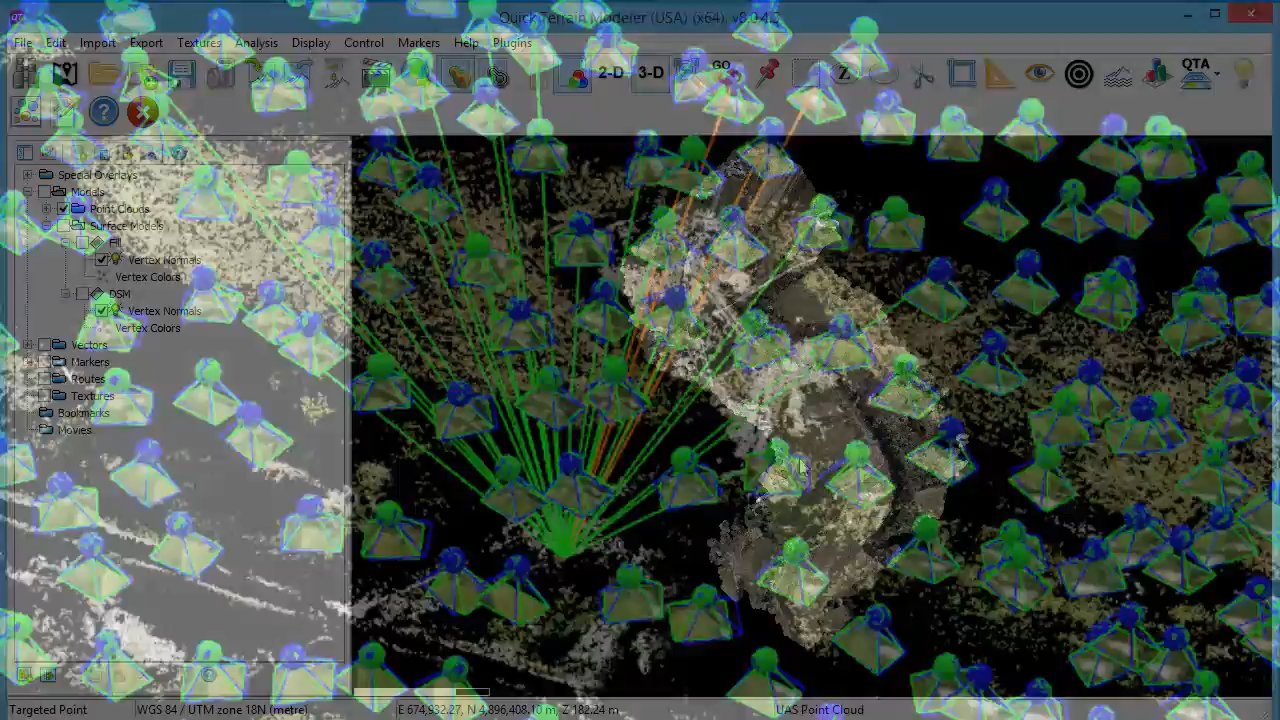 Quick Terrain Modeler (USA) (x64) v8.0.4.
File Edit Import Export Textures Analysis Display Control Markers Help Plugins
2-D 3-D GO Z QTA
Special Overlays
Models
Point Clouds
Surface Models
Fill
Vertex Normals
Vertex Colors
DSM
Vertex Normals
Vertex Colors
Vectors
Markers
Routes
Textures
Bookmarks
Movies
Targeted Point WGS 84 / UTM zone 18N (metre) E 674,932.27, N 4,896,408.10 m, Z 182.24 m UAS Point Cloud